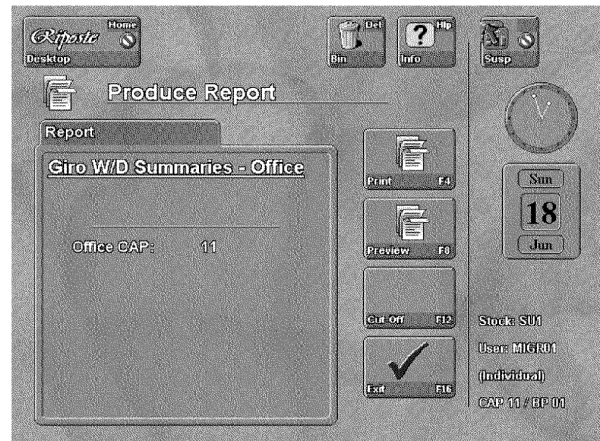 Riposte Home
Desktop
Bin Del
Info Hlp
Susp
Produce Report
Report
Giro W/D Summaries - Office
Office CAP: 11
Print F4
Preview F8
Cut Off F12
Exit F16
Sun
18
Jun
Stock: SU1
User: MIGR01
(Individual)
CAP 11 / BP 01